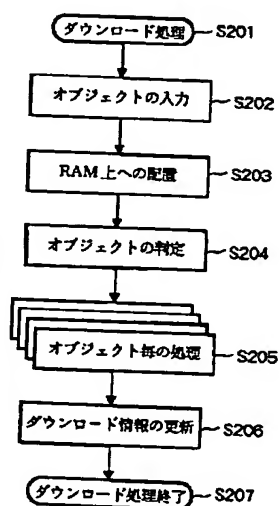 ダウンロード処理 S201
オブジェクトの入力 S202
RAM上への配置 S203
オブジェクトの判定 S204
オブジェクト毎の処理 S205
ダウンロード情報の更新 S206
ダウンロード処理終了 S207